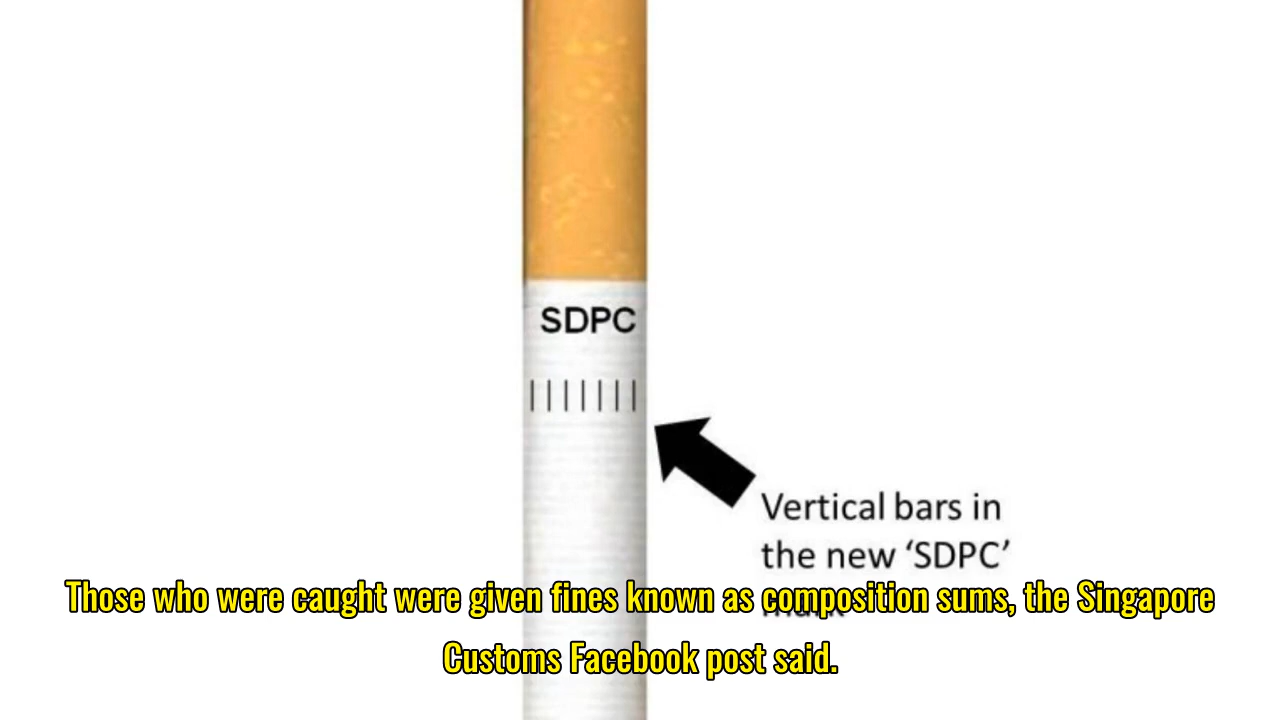 SDPC
Vertical bars in
the new ‘SDPC’
Those who were caught were given fines known as composition sums, the Singapore
Customs Facebook post said.